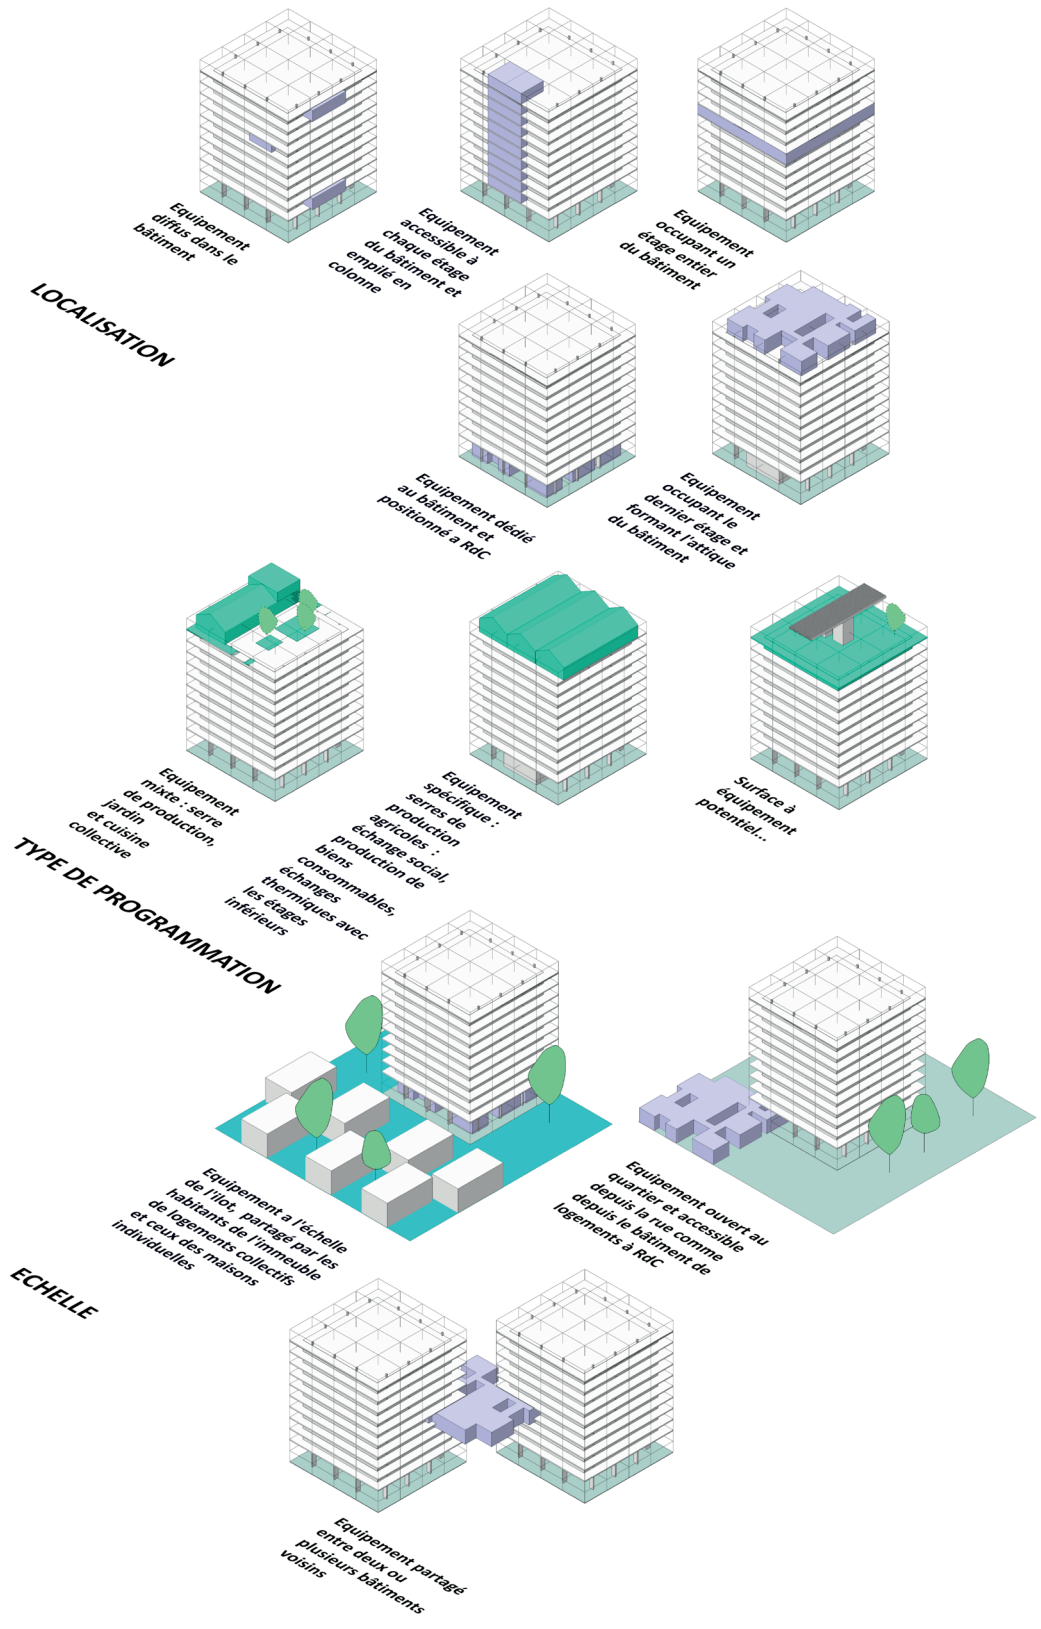 Equipement
diffus dans le
bâtiment
Equipement
accessible à
chaque étage
du bâtiment et
empilé en
colonne
Equipement
occupant un
étage entier
du bâtiment
LOCALISATION
Equipement dédié
au bâtiment et
positionné a RdC
Equipement
occupant le
dernier étage et
formant l'attique
du bâtiment
Equipement
mixte : serre
de production,
jardin
et cuisine
collective
Equipement
spécifique :
serres de
production
agricoles :
échange social,
production de
biens
consommables,
échanges
thermiques avec
les étages
inférieurs
Surface à
équipement
potentiel...
TYPE DE PROGRAMMATION
Equipement a l'échelle
de l'ilot, partagé par les
habitants de l'immeuble
de logements collectifs
et ceux des maisons
individuelles
Equipement ouvert au
quartier et accessible
depuis la rue comme
depuis le bâtiment de
logements à RdC
ECHELLE
Equipement partagé
entre deux ou
plusieurs bâtiments
voisins